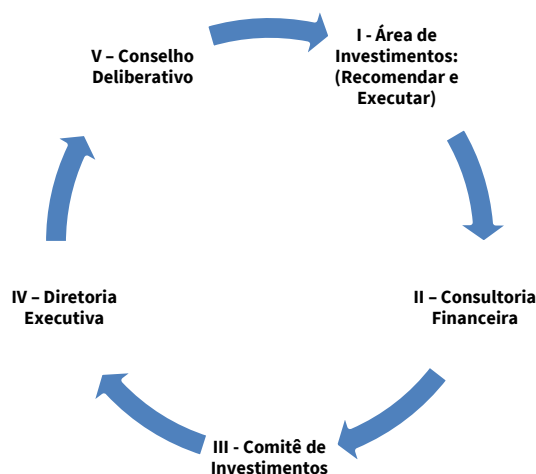 I - Área de
Investimentos:
(Recomendar e
Executar)
II – Consultoria
Financeira
III - Comitê de
Investimentos
IV – Diretoria
Executiva
V – Conselho
Deliberativo